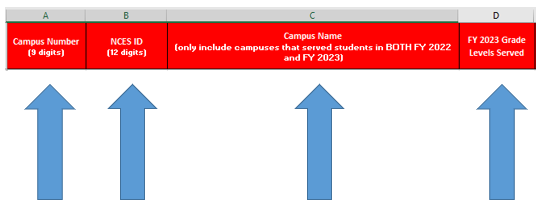 A B C D
Campus Number
(9 digits)
NCES ID
(12 digits)
Campus Name
(only include campuses that served students in BOTH FY 2022
and FY 2023)
FY 2023 Grade
Levels Served